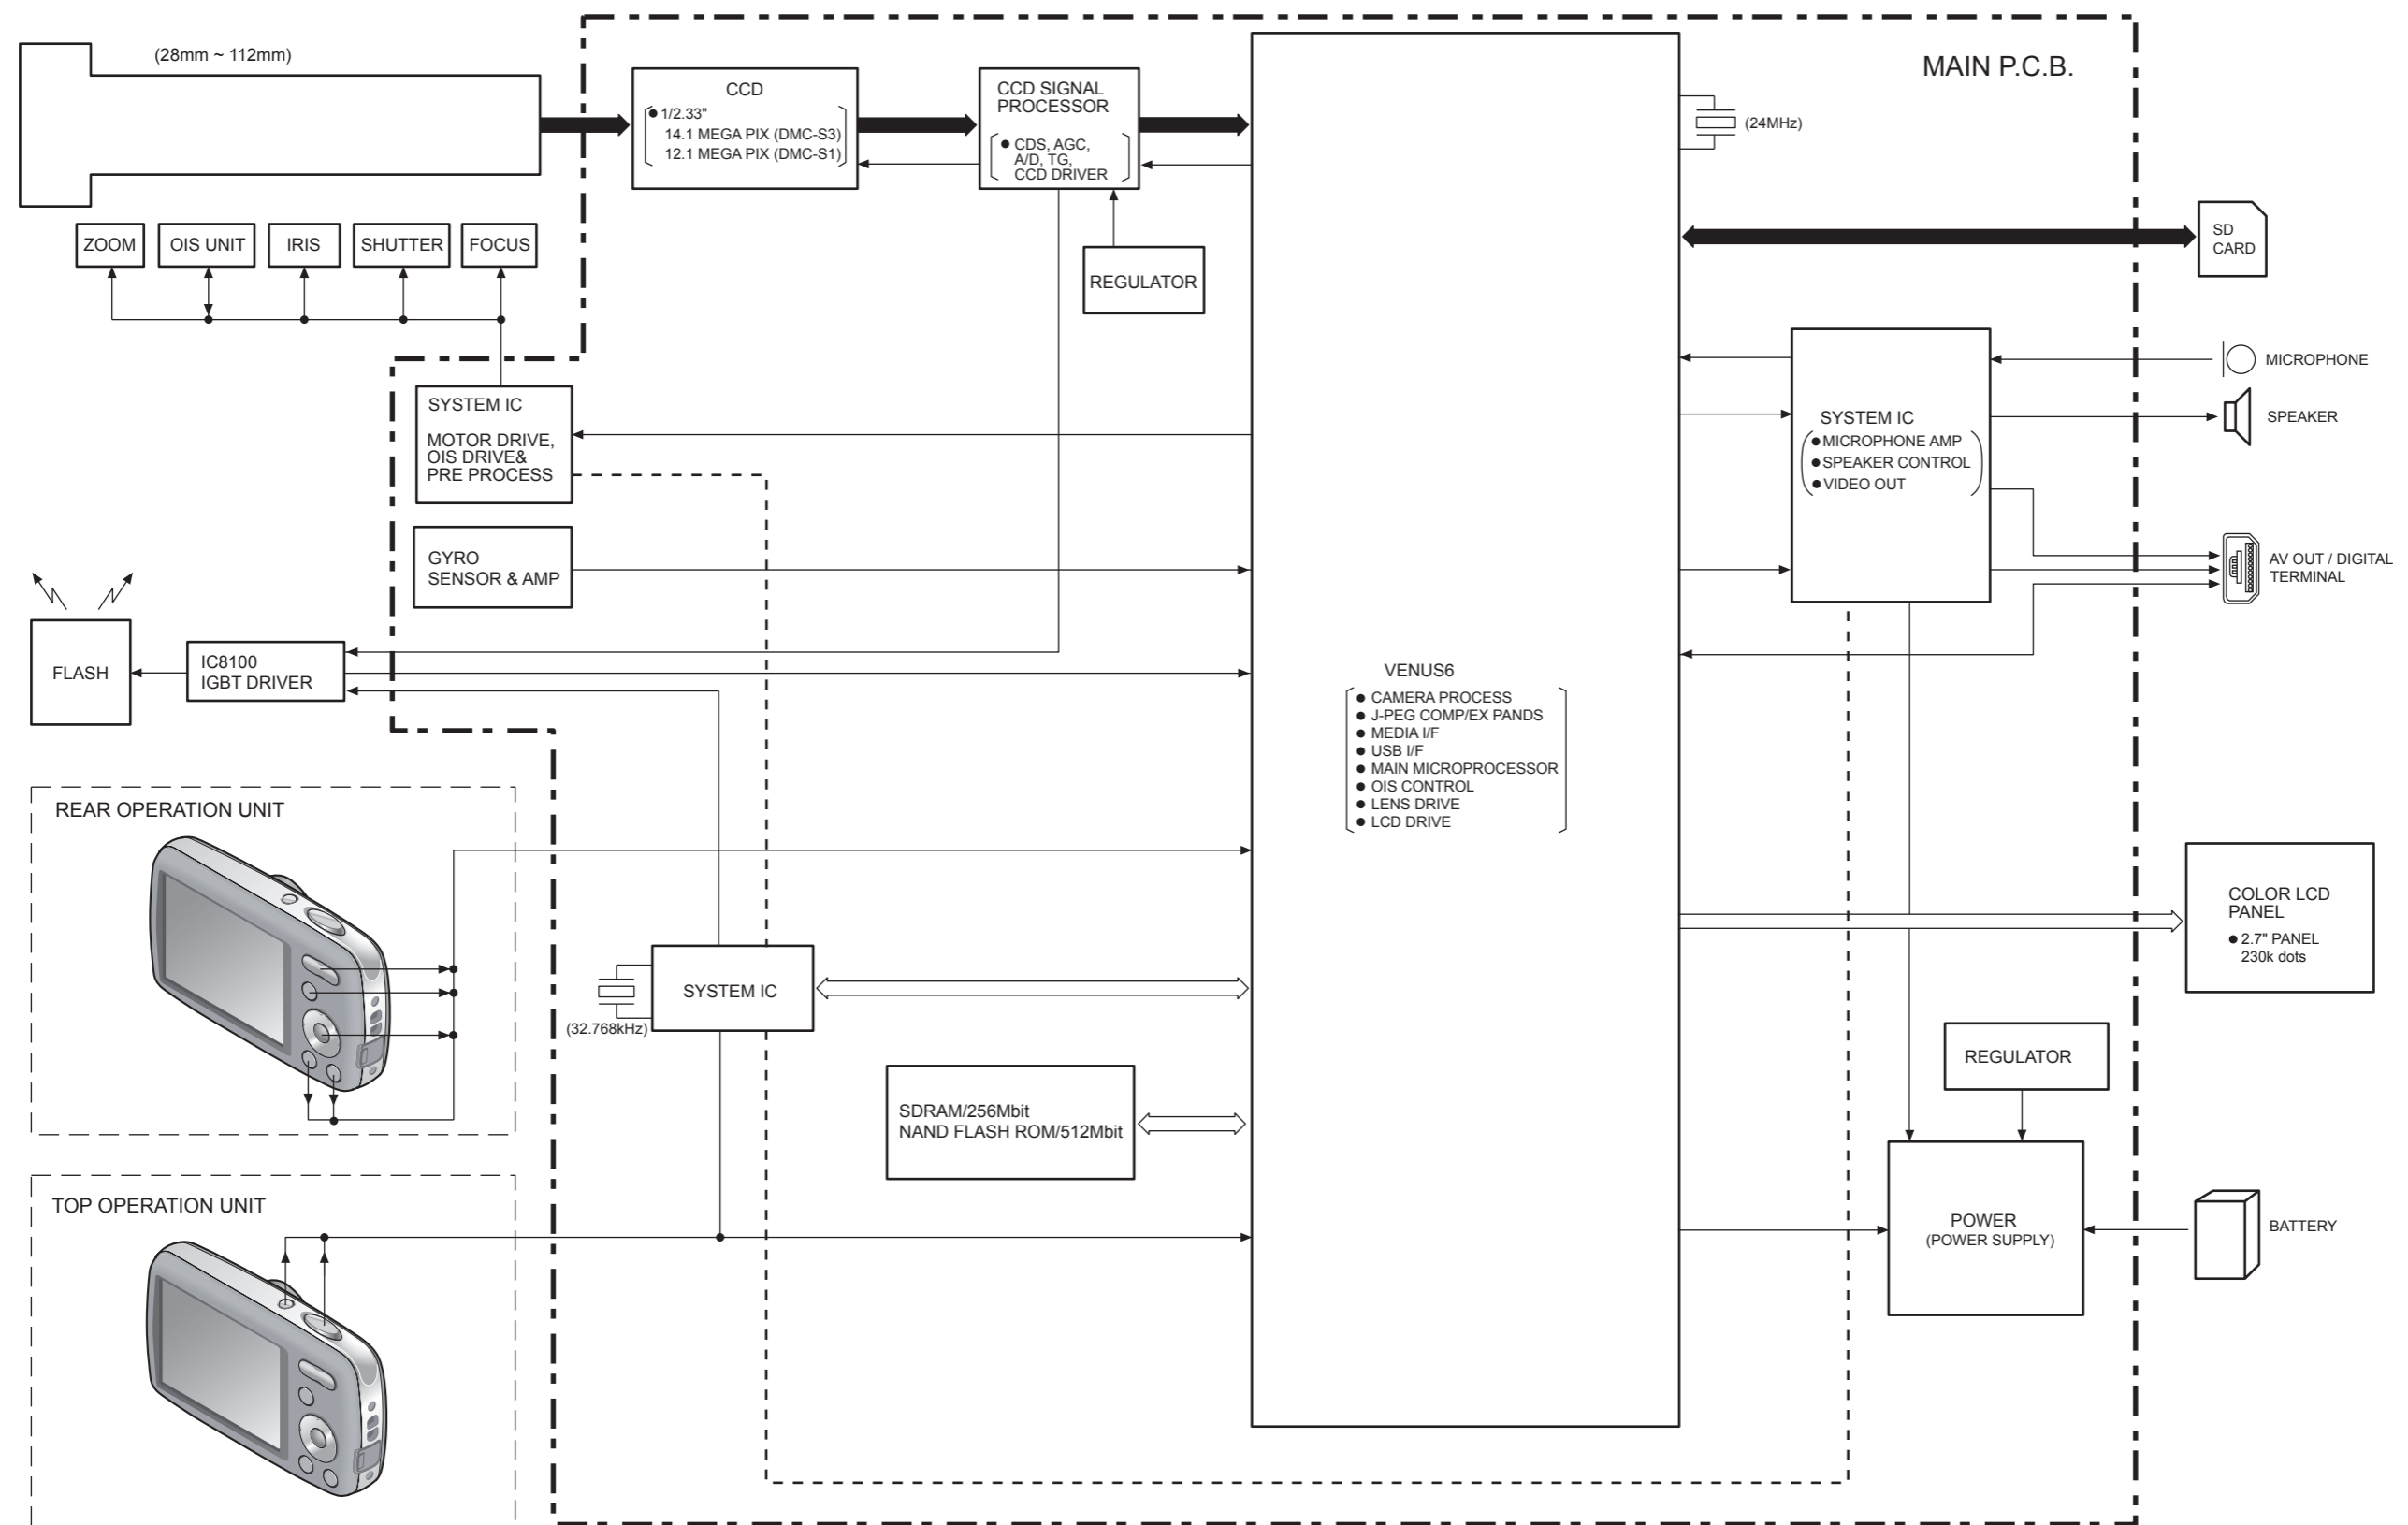 (28mm ~ 112mm)
MAIN P.C.B.
CCD
● 1/2.33"
14.1 MEGA PIX (DMC-S3)
12.1 MEGA PIX (DMC-S1)
CCD SIGNAL
PROCESSOR
● CDS, AGC,
A/D, TG,
CCD DRIVER
(24MHz)
ZOOM
OIS UNIT
IRIS
SHUTTER
FOCUS
REGULATOR
SD
CARD
SYSTEM IC
MOTOR DRIVE,
OIS DRIVE&
PRE PROCESS
SYSTEM IC
● MICROPHONE AMP
● SPEAKER CONTROL
● VIDEO OUT
MICROPHONE
SPEAKER
AV OUT / DIGITAL
TERMINAL
GYRO
SENSOR & AMP
FLASH
IC8100
IGBT DRIVER
VENUS6
● CAMERA PROCESS
● J-PEG COMP/EX PANDS
● MEDIA I/F
● USB I/F
● MAIN MICROPROCESSOR
● OIS CONTROL
● LENS DRIVE
● LCD DRIVE
REAR OPERATION UNIT
COLOR LCD
PANEL
● 2.7" PANEL
230k dots
SYSTEM IC
(32.768kHz)
REGULATOR
SDRAM/256Mbit
NAND FLASH ROM/512Mbit
TOP OPERATION UNIT
POWER
(POWER SUPPLY)
BATTERY